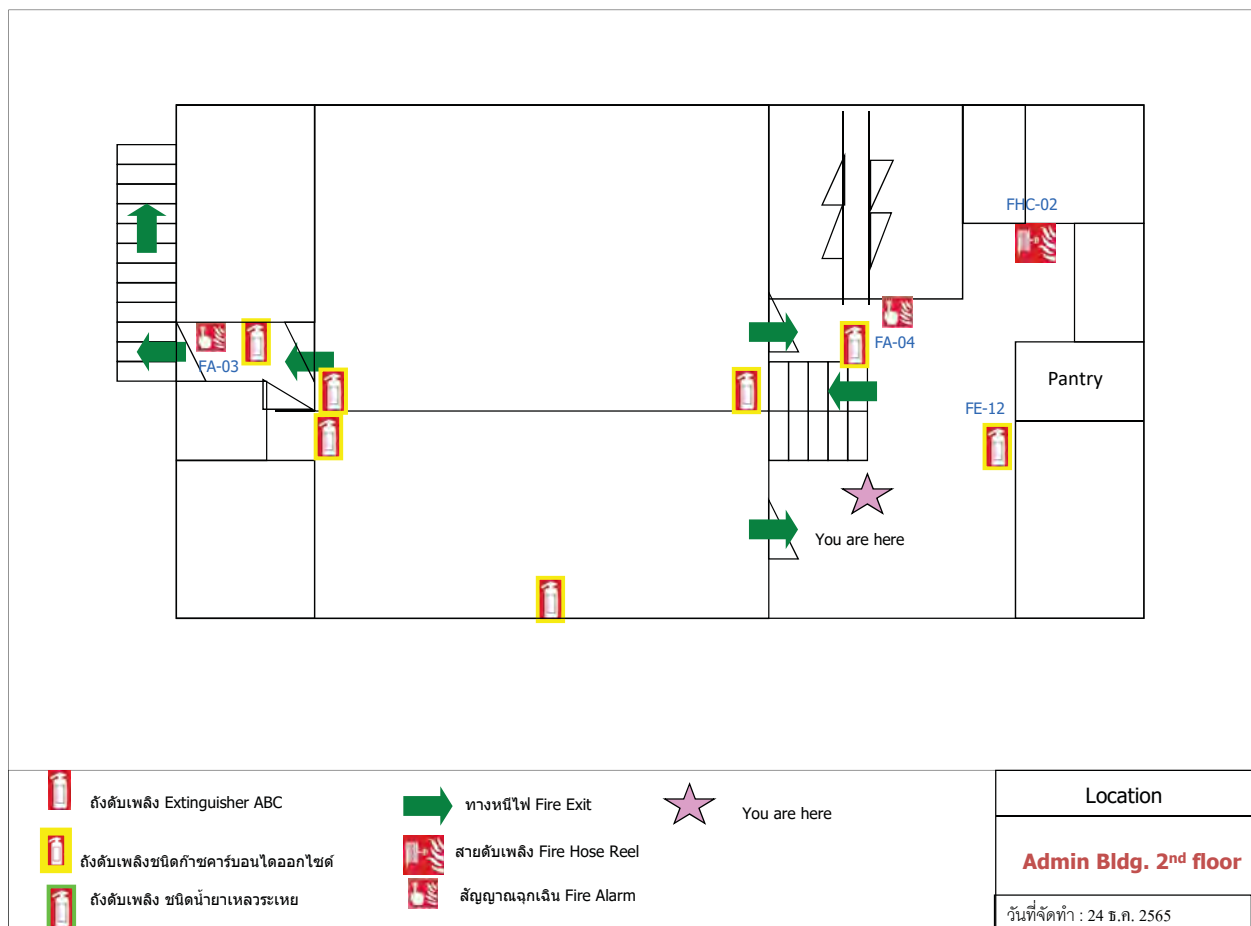 FHC-02
FA-04
FA-03
Pantry
FE-12
You are here
ถังดับเพลิง Extinguisher ABC
ถังดับเพลิงชนิดก๊าซคาร์บอนไดออกไซด์
ถังดับเพลิง ชนิดน้ำยาเหลวระเหย
ทางหนีไฟ Fire Exit
สายดับเพลิง Fire Hose Reel
สัญญาณฉุกเฉิน Fire Alarm
You are here
Location
Admin Bldg. 2nd floor
วันที่จัดทำ : 24 ธ.ค. 2565